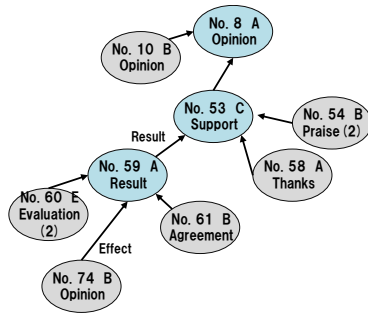 No. 8 A
Opinion
No. 10 B
Opinion
No. 53 C
Support
No. 54 B
Praise (2)
Result
No. 59 A
Result
No. 58 A
Thanks
No. 60 E
Evaluation
(2)
No. 61 B
Agreement
Effect
No. 74 B
Opinion